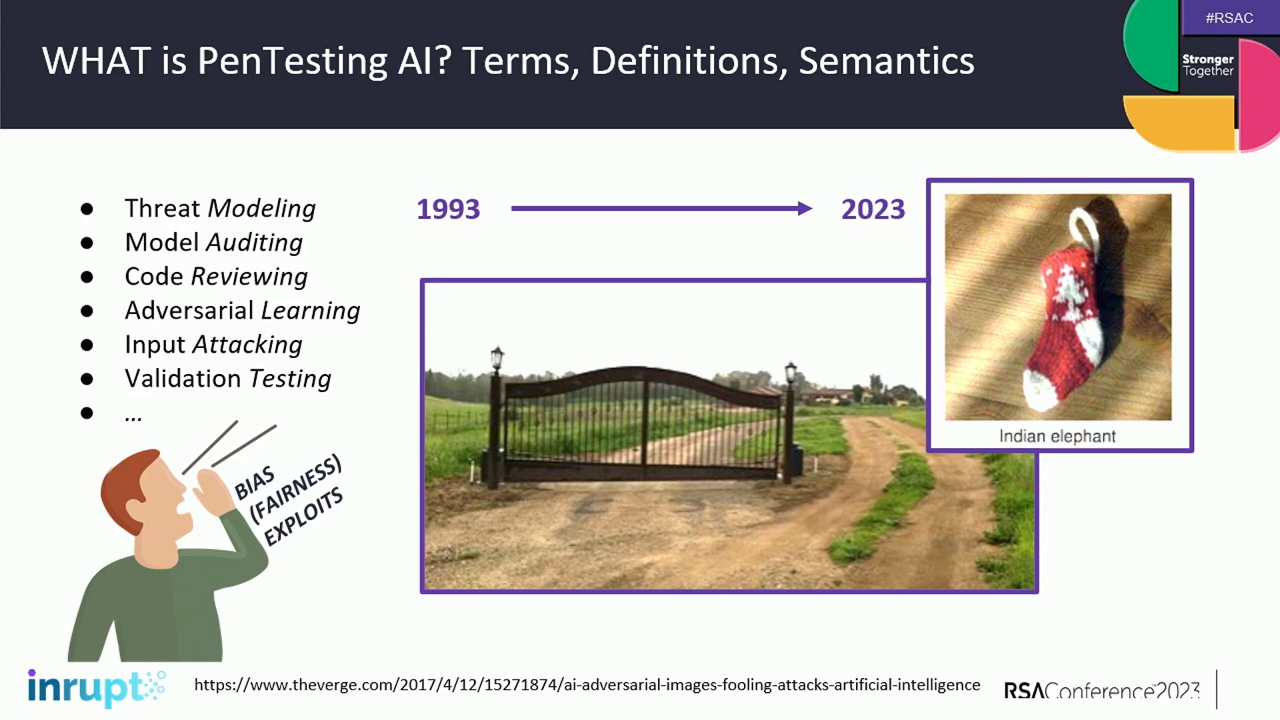 #RSAC
WHAT is PenTesting AI? Terms, Definitions, Semantics
Stronger
Together
● Threat Modeling
● Model Auditing
● Code Reviewing
● Adversarial Learning
● Input Attacking
● Validation Testing
● ...
1993
2023
Indian elephant
BIAS
(FAIRNESS)
EXPLOITS
inrupt
https://www.theverge.com/2017/4/12/15271874/ai-adversarial-images-fooling-attacks-artificial-intelligence
RSAConference™2023